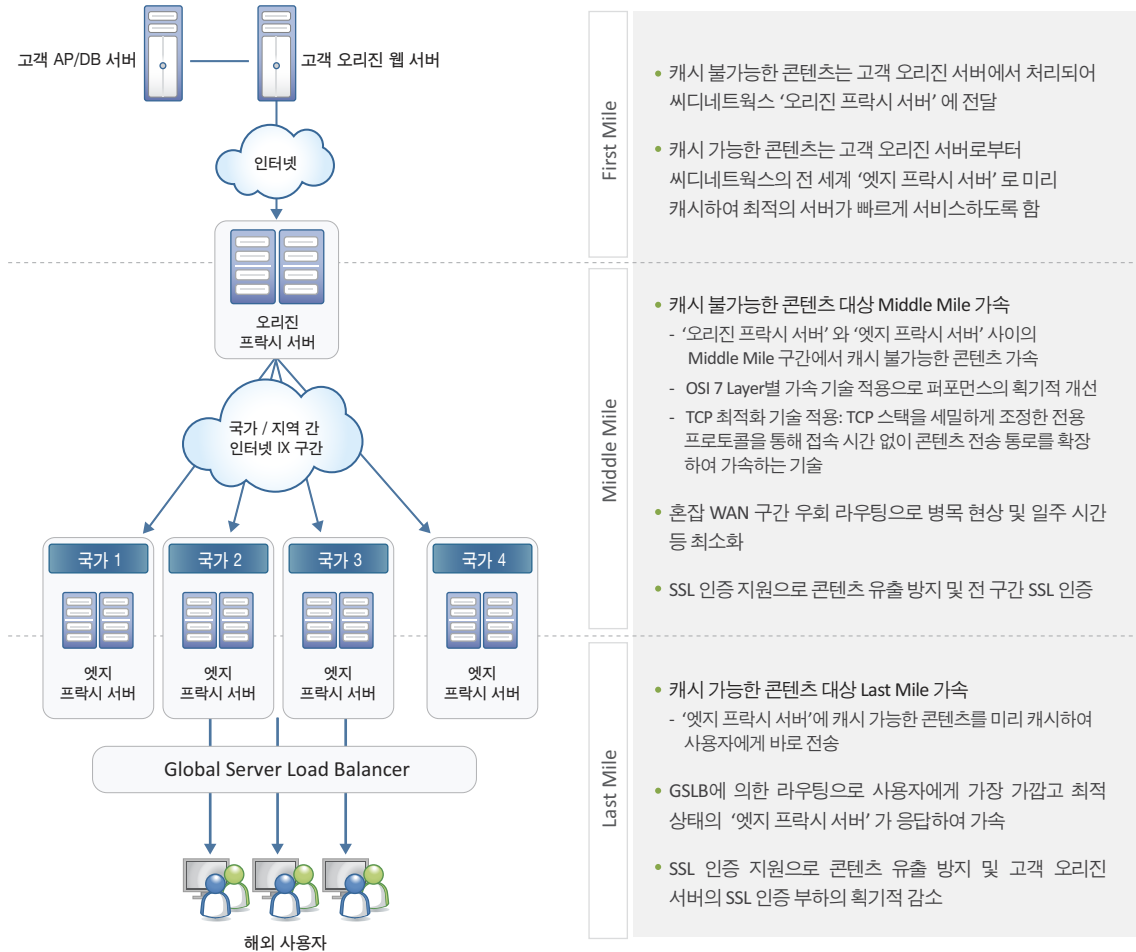 고객 AP/DB 서버
고객 오리진 웹 서버
인터넷
오리진
프락시 서버
국가 / 지역 간
인터넷 IX 구간
국가 1
국가 2
국가 3
국가 4
엣지
프락시 서버
엣지
프락시 서버
엣지
프락시 서버
엣지
프락시 서버
Global Server Load Balancer
해외 사용자
First Mile
• 캐시 불가능한 콘텐츠는 고객 오리진 서버에서 처리되어
씨디네트웍스 ‘오리진 프락시 서버’ 에 전달
• 캐시 가능한 콘텐츠는 고객 오리진 서버로부터
씨디네트웍스의 전 세계 ‘엣지 프락시 서버’ 로 미리
캐시하여 최적의 서버가 빠르게 서비스하도록 함
Middle Mile
• 캐시 불가능한 콘텐츠 대상 Middle Mile 가속
- ‘오리진 프락시 서버’ 와 ‘엣지 프락시 서버’ 사이의
Middle Mile 구간에서 캐시 불가능한 콘텐츠 가속
- OSI 7 Layer별 가속 기술 적용으로 퍼포먼스의 획기적 개선
- TCP 최적화 기술 적용: TCP 스택을 세밀하게 조정한 전용
프로토콜을 통해 접속 시간 없이 콘텐츠 전송 통로를 확장
하여 가속하는 기술
• 혼잡 WAN 구간 우회 라우팅으로 병목 현상 및 일주 시간
등 최소화
• SSL 인증 지원으로 콘텐츠 유출 방지 및 전 구간 SSL 인증
Last Mile
• 캐시 가능한 콘텐츠 대상 Last Mile 가속
- ‘엣지 프락시 서버’에 캐시 가능한 콘텐츠를 미리 캐시하여
사용자에게 바로 전송
• GSLB에 의한 라우팅으로 사용자에게 가장 가깝고 최적
상태의 ‘엣지 프락시 서버’ 가 응답하여 가속
• SSL 인증 지원으로 콘텐츠 유출 방지 및 고객 오리진
서버의 SSL 인증 부하의 획기적 감소